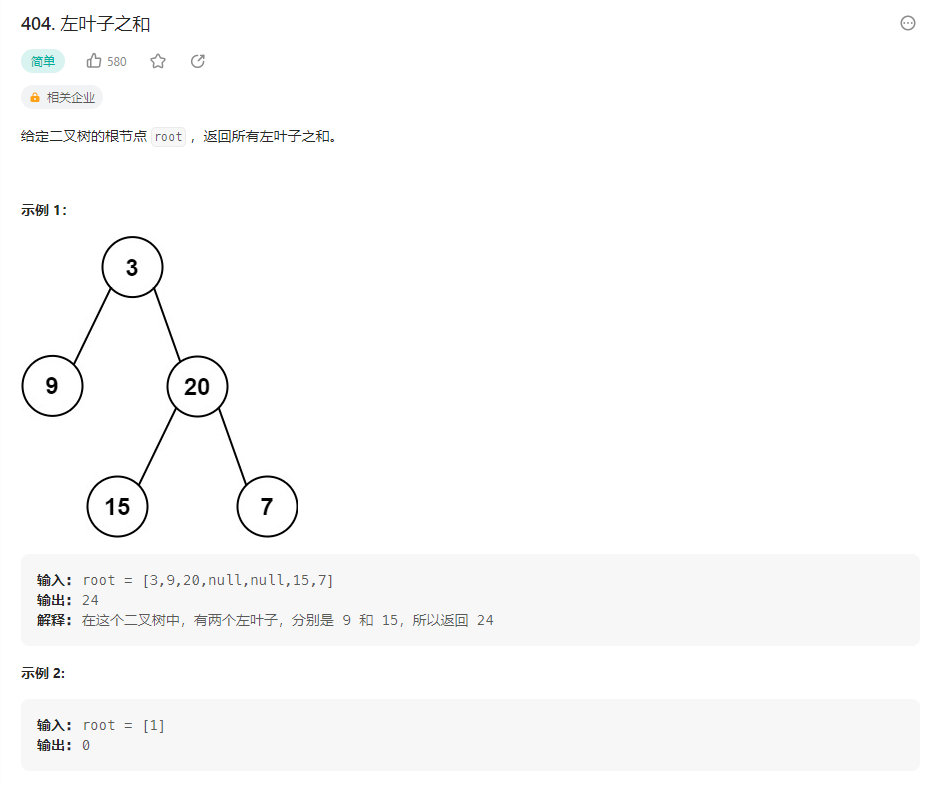 404. 左叶子之和
简单 580
相关企业
给定二叉树的根节点 root ，返回所有左叶子之和。
示例 1：
3
9 20
15 7
输入: root = [3,9,20,null,null,15,7]
输出: 24
解释: 在这个二叉树中，有两个左叶子，分别是 9 和 15，所以返回 24
示例 2:
输入: root = [1]
输出: 0